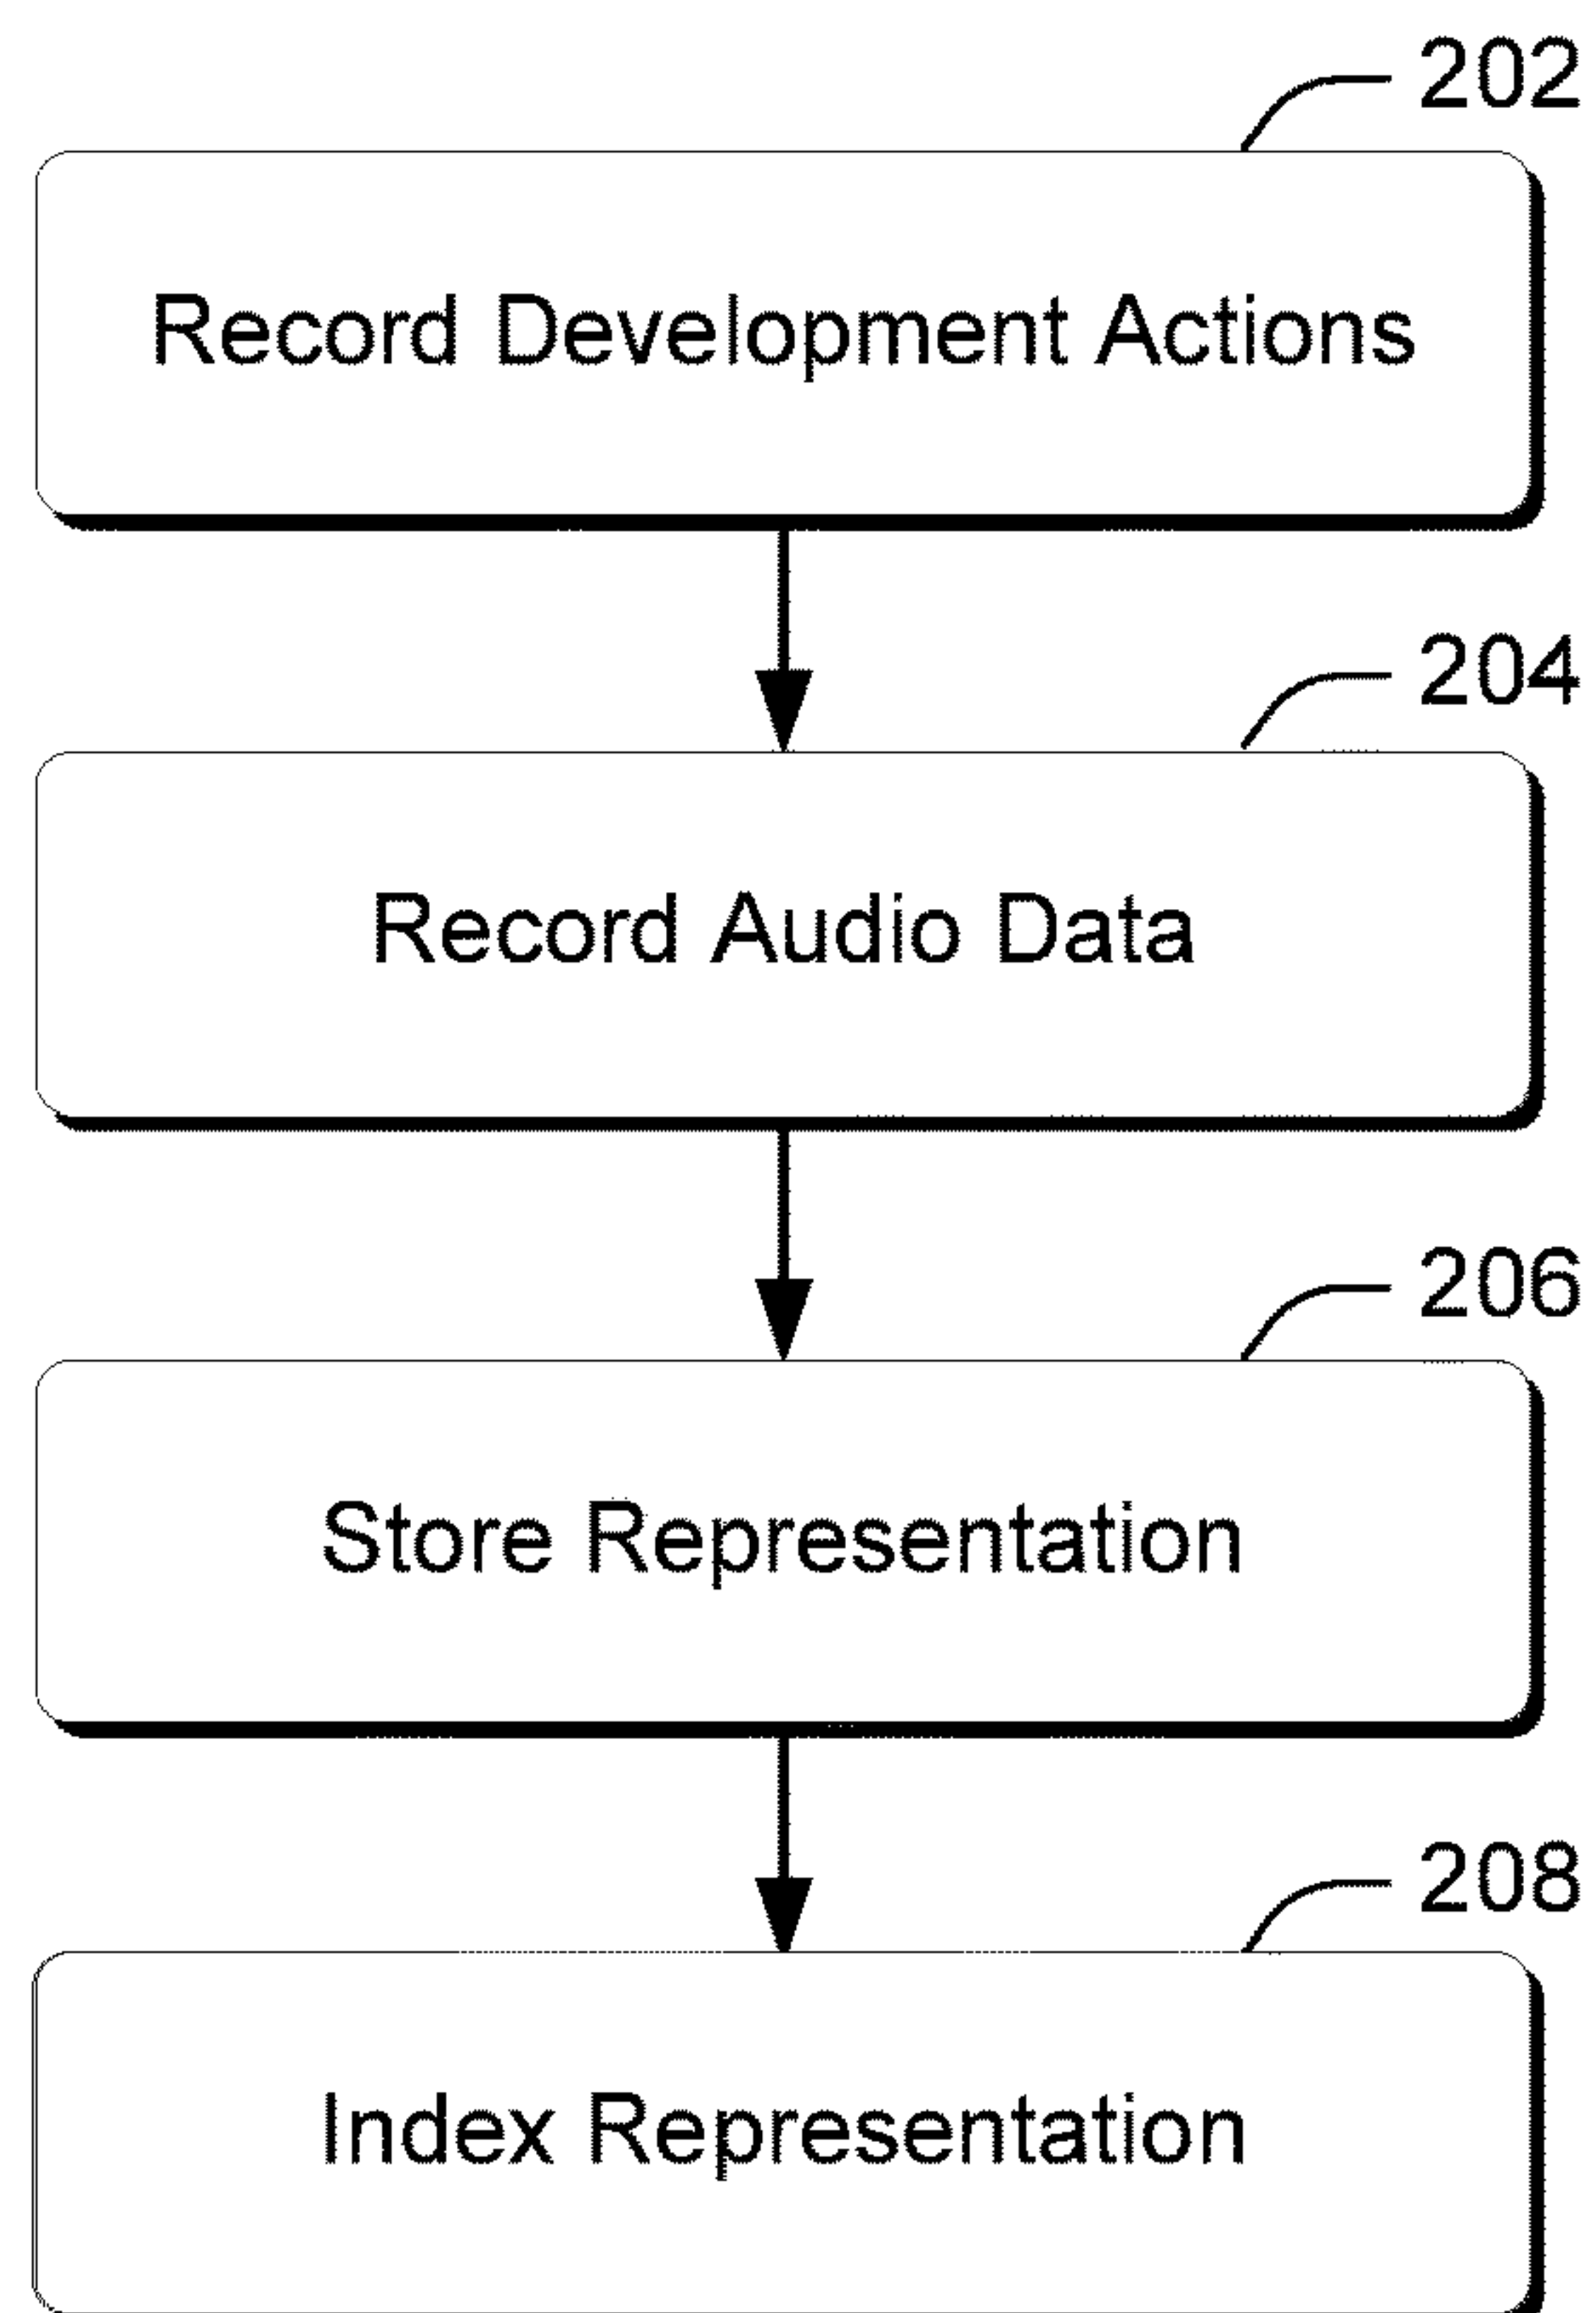 202
Record Development Actions
204
Record Audio Data
206
Store Representation
208
Index Representation